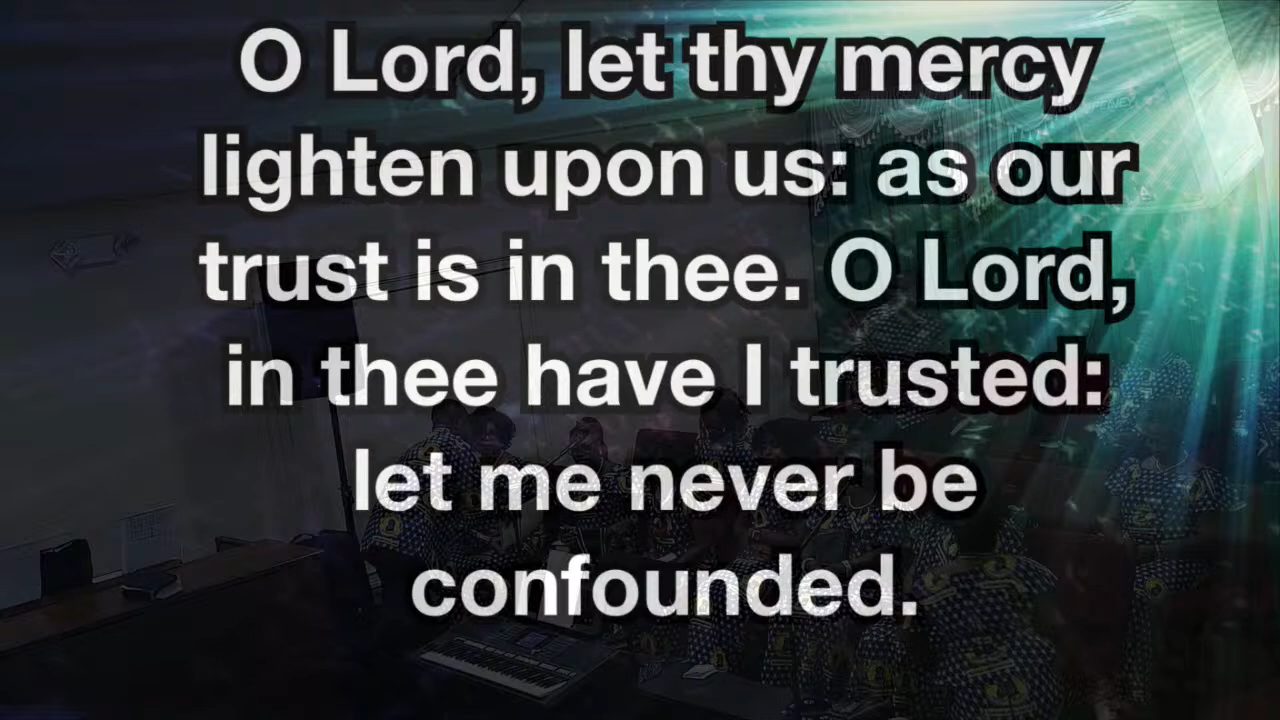 O Lord, let thy mercy
lighten upon us: as our
trust is in thee. O Lord,
in thee have I trusted:
let me never be
confounded.